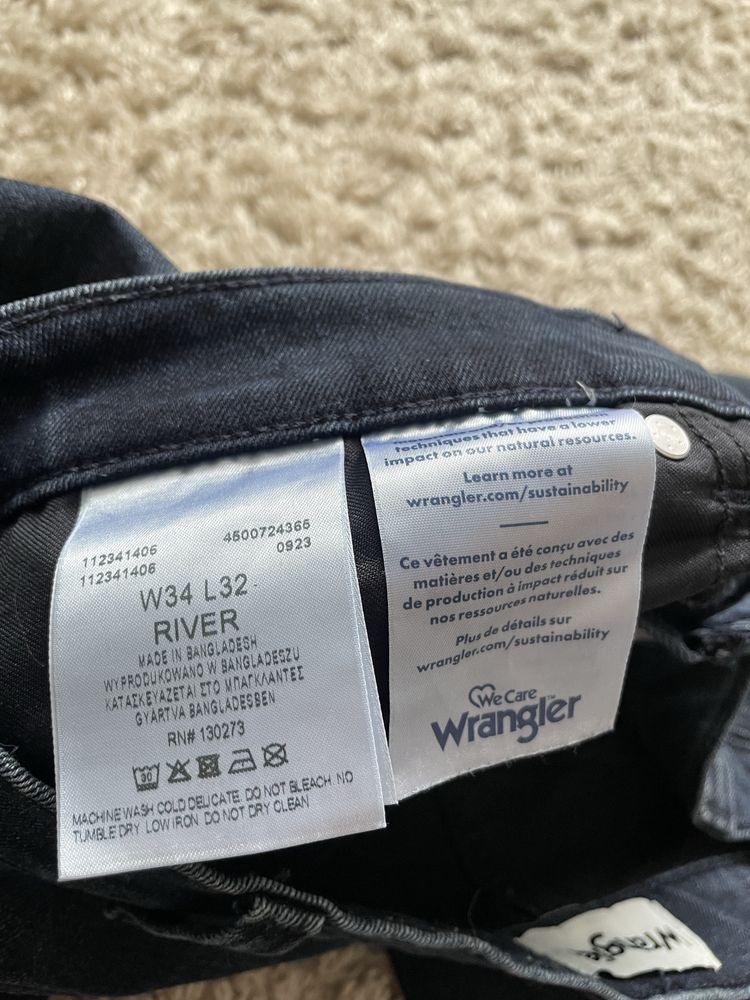 112341406 4500724365
112341406 0923
W34 L32
RIVER
MADE IN BANGLADESH
WYPRODUKOWANO W BANGLADESZU
ΚΑΤΑΣΚΕΥΑΖΕΤΑΙ ΣΤΟ ΜΠΑΓΚΛΑΝΤΕΣ
GYÁRTVA BANGLADESBEN
RN# 130273
30
MACHINE WASH COLD DELICATE DO NOT BLEACH NO
TUMBLE DRY LOW IRON DO NOT DRY CLEAN
techniques that have a lower
impact on our natural resources.
Learn more at
wrangler.com/sustainability
Ce vêtement a été conçu avec des
matières et/ou des techniques
de production à impact réduit sur
nos ressources naturelles.
Plus de détails sur
wrangler.com/sustainability
We Care
Wrangler™
Wrangler